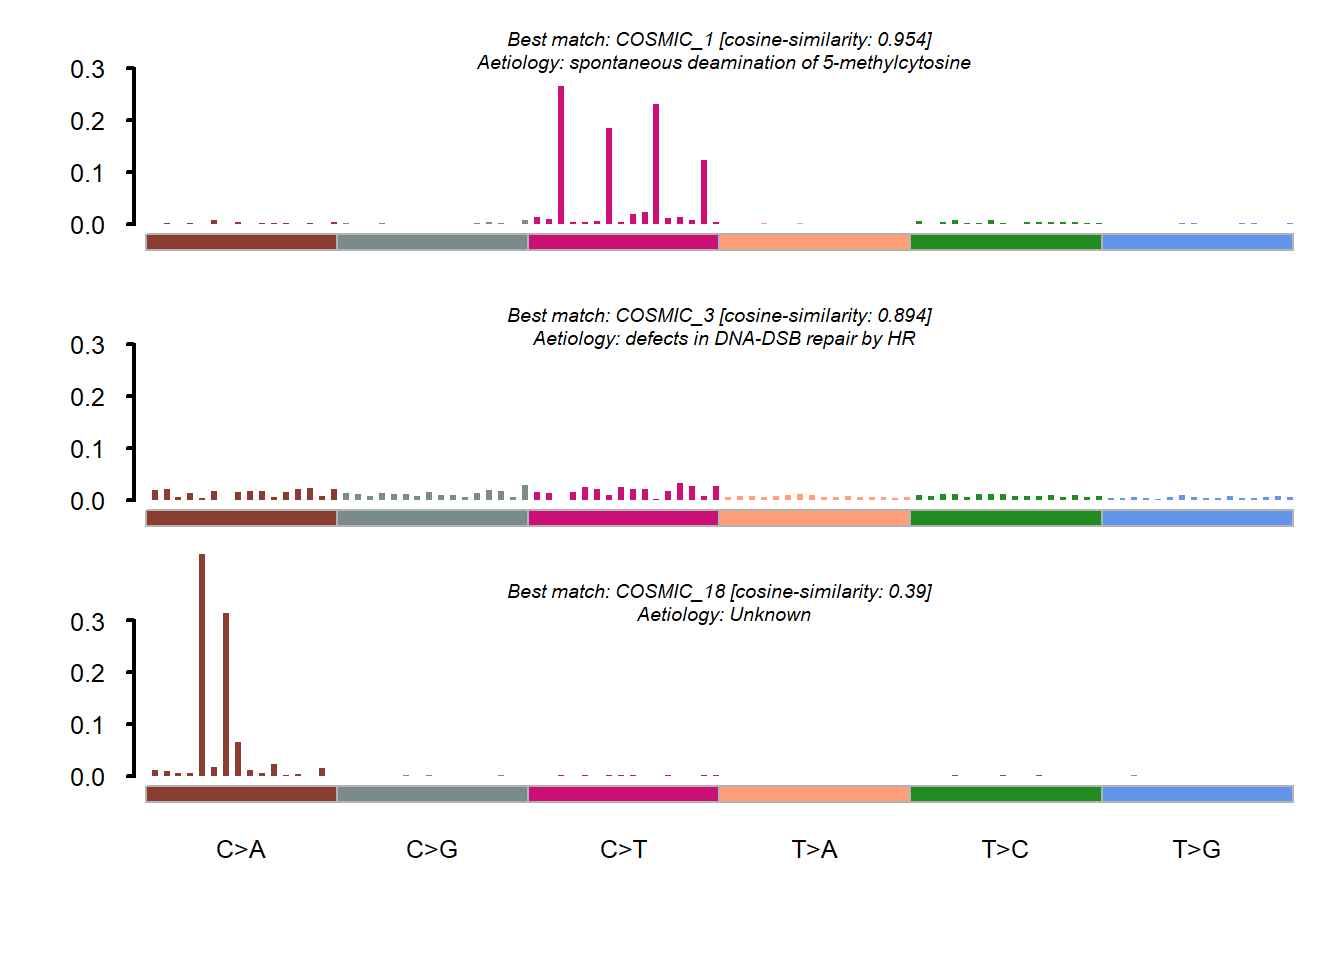 Best match: COSMIC_1 [cosine-similarity: 0.954]
Aetiology: spontaneous deamination of 5-methylcytosine
0.3
0.2
0.1
0.0
Best match: COSMIC_3 [cosine-similarity: 0.894]
Aetiology: defects in DNA-DSB repair by HR
0.3
0.2
0.1
0.0
Best match: COSMIC_18 [cosine-similarity: 0.39]
Aetiology: Unknown
0.3
0.2
0.1
0.0
C>A C>G C>T T>A T>C T>G